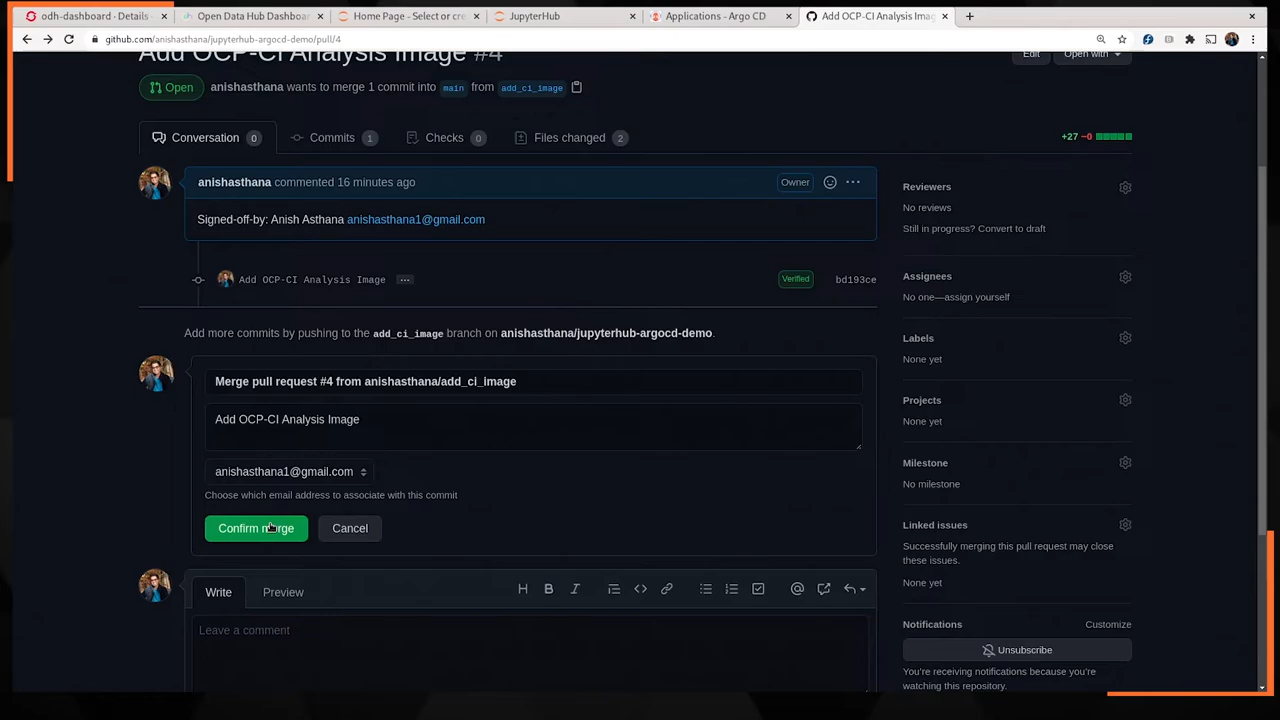 odh-dashboard · Details
Open Data Hub Dashboar
Home Page - Select or cre
JupyterHub
Applications - Argo CD
Add OCP-CI Analysis Imag
github.com/anishasthana/jupyterhub-argocd-demo/pull/4
Add OCP-CI Analysis Image #4
Edit
Open with
Open
anishasthana wants to merge 1 commit into main from add_ci_image
Conversation 0
Commits 1
Checks 0
Files changed 2
+27 −0
anishasthana commented 16 minutes ago
Owner
Signed-off-by: Anish Asthana anishasthana1@gmail.com
Add OCP-CI Analysis Image
Verified
bd193ce
Add more commits by pushing to the add_ci_image branch on anishasthana/jupyterhub-argocd-demo.
Merge pull request #4 from anishasthana/add_ci_image
Add OCP-CI Analysis Image
anishasthana1@gmail.com
Choose which email address to associate with this commit
Confirm merge
Cancel
Write
Preview
Leave a comment
Reviewers
No reviews
Still in progress? Convert to draft
Assignees
No one—assign yourself
Labels
None yet
Projects
None yet
Milestone
No milestone
Linked issues
Successfully merging this pull request may close
these issues.
None yet
Notifications
Customize
Unsubscribe
You're receiving notifications because you're
watching this repository.